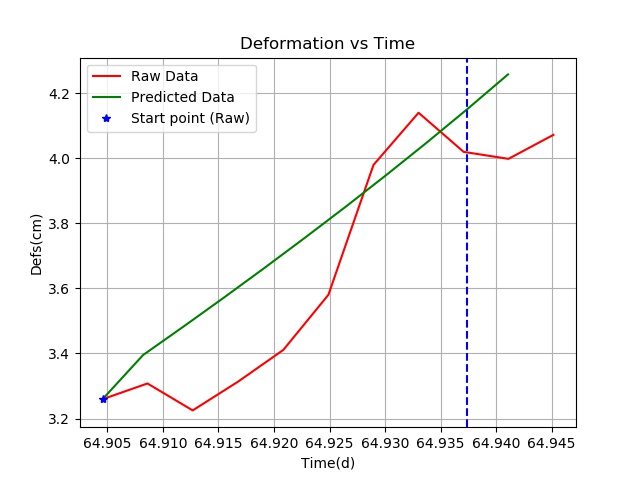 Deformation vs Time
Raw Data
Predicted Data
Start point (Raw)
Defs(cm)
4.2
4.0
3.8
3.6
3.4
3.2
64.905 64.910 64.915 64.920 64.925 64.930 64.935 64.940 64.945
Time(d)